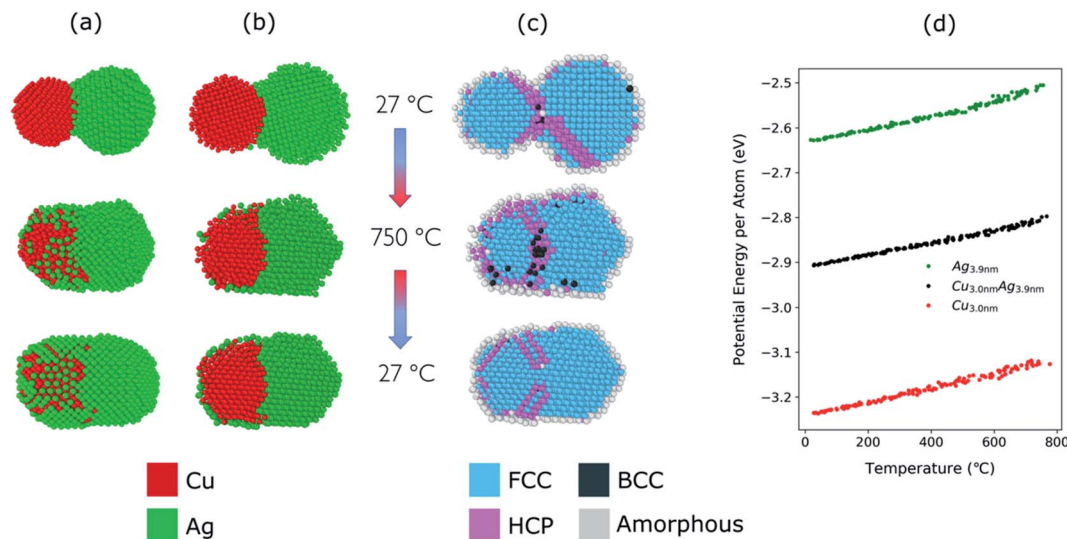 (a)
(b)
(c)
(d)
27 °C
750 °C
27 °C
Cu
Ag
FCC
HCP
BCC
Amorphous
Potential Energy per Atom (eV)
−2.5
−2.6
−2.7
−2.8
−2.9
−3.0
−3.1
−3.2
Ag3.9nm
Cu3.0nmAg3.9nm
Cu3.0nm
0 200 400 600 800
Temperature (°C)